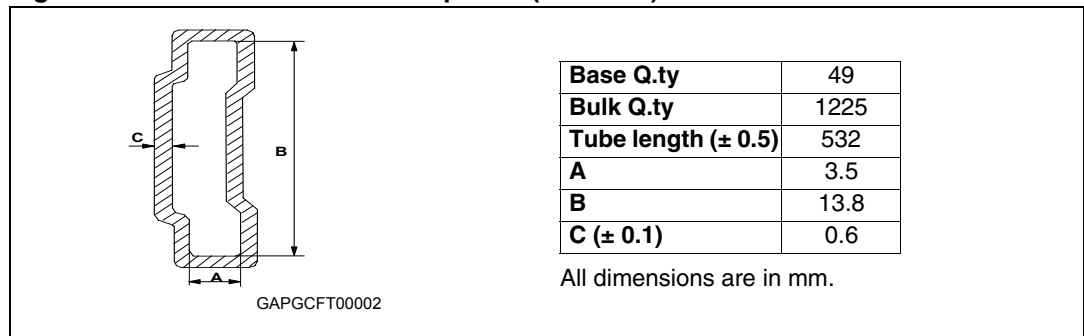 C
B
A
GAPGCFT00002
Base Q.ty 49
Bulk Q.ty 1225
Tube length (± 0.5) 532
A 3.5
B 13.8
C (± 0.1) 0.6
All dimensions are in mm.